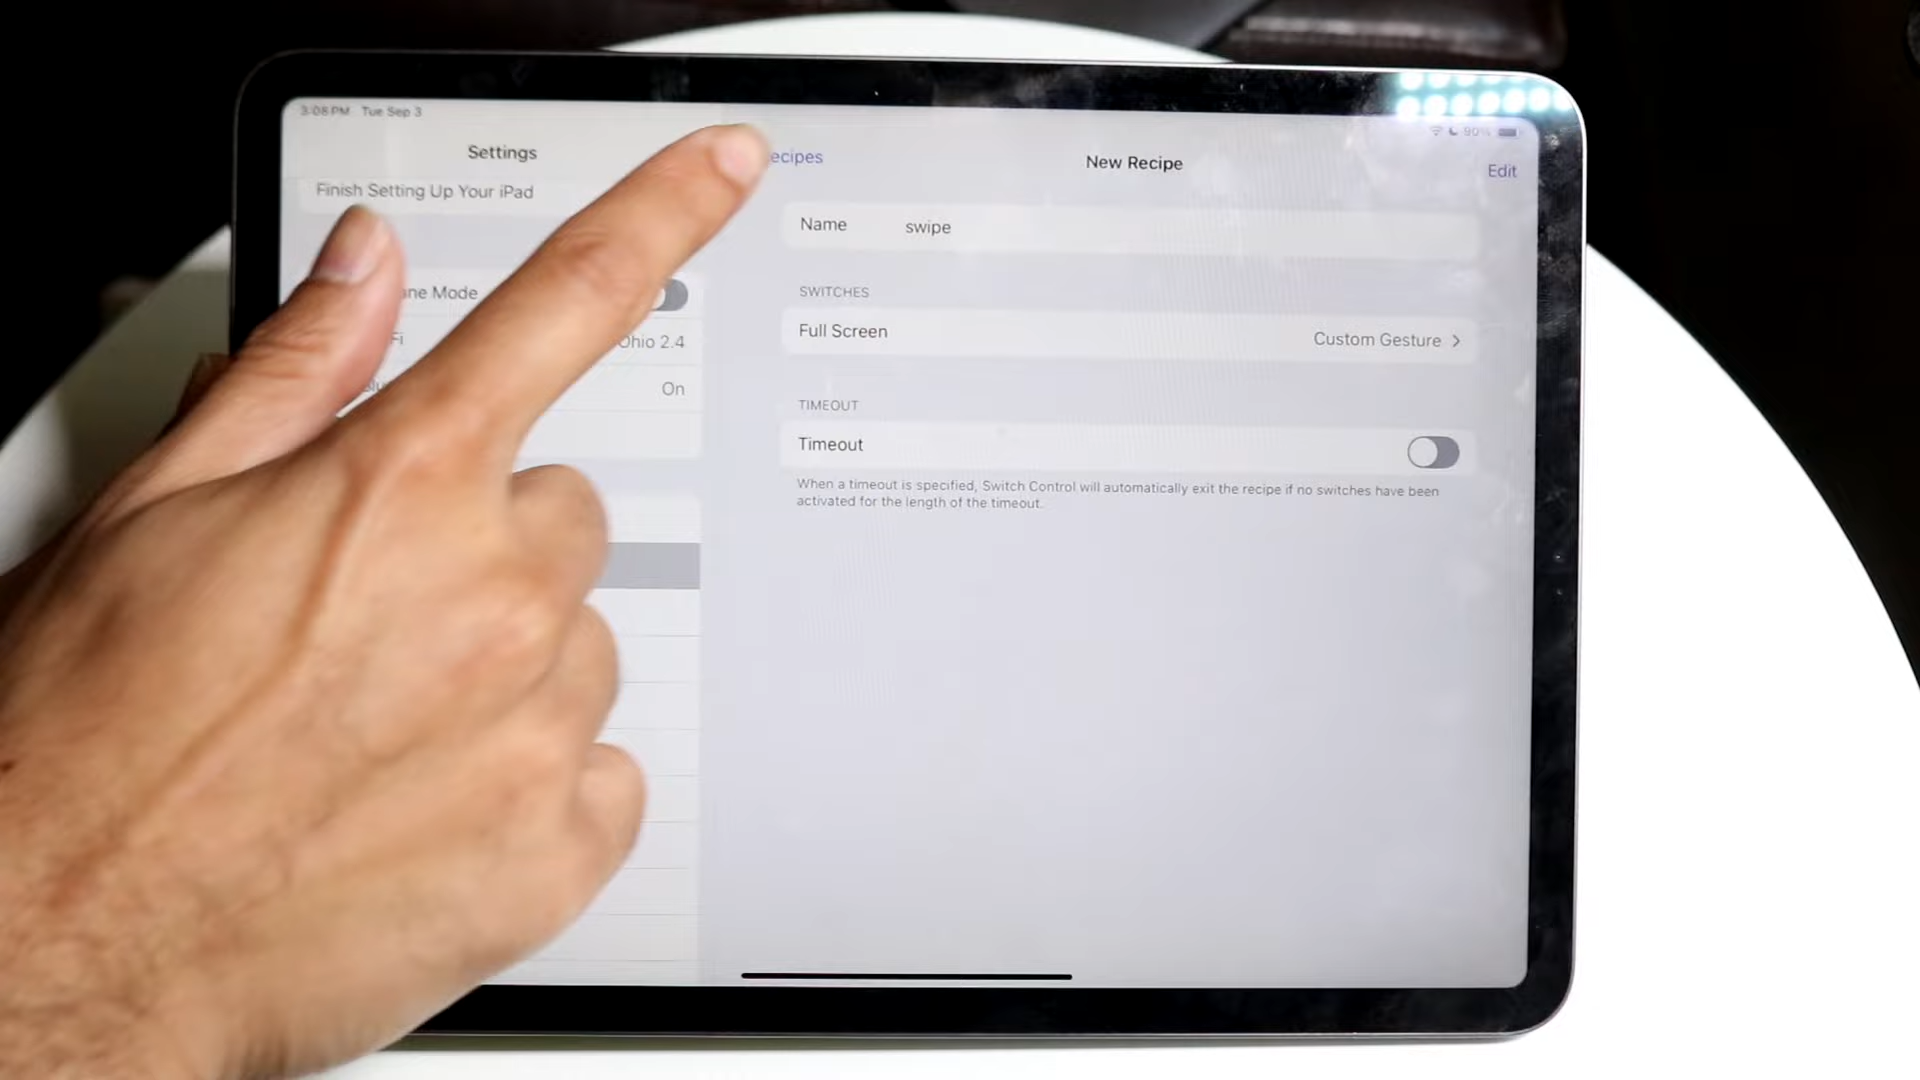 3:08 PM Tue Sep 3
90%
Settings
ecipes
New Recipe
Edit
Finish Setting Up Your iPad
Name swipe
ne Mode
SWITCHES
Fi
Ohio 2.4
Full Screen
Custom Gesture
On
TIMEOUT
Timeout
When a timeout is specified, Switch Control will automatically exit the recipe if no switches have been
activated for the length of the timeout.